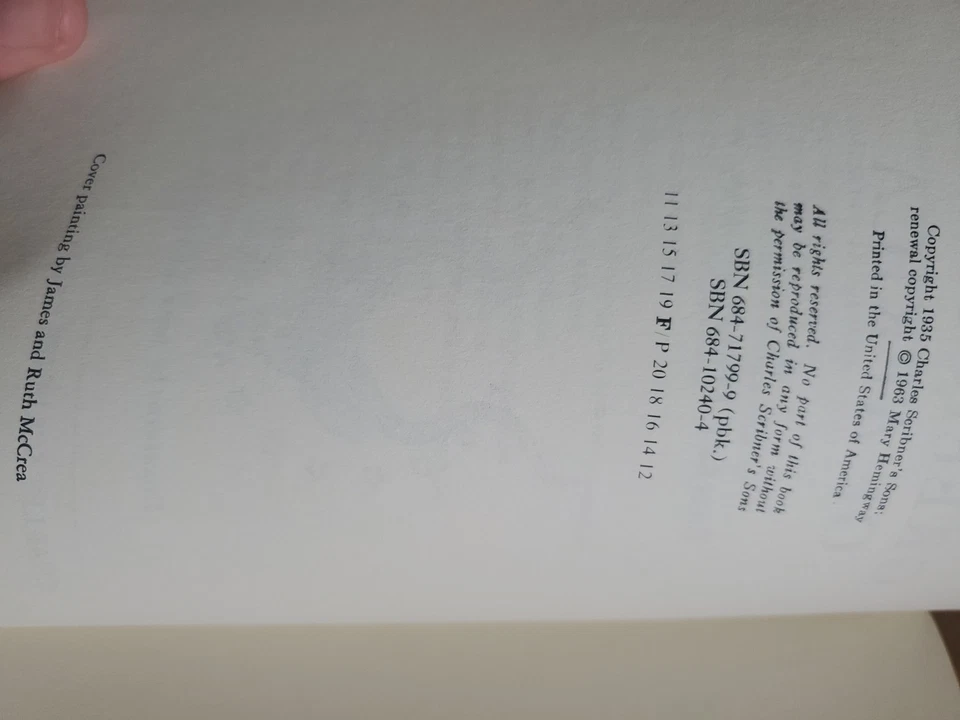 Copyright 1935 Charles Scribner's Sons;
renewal copyright © 1963 Mary Hemingway
Printed in the United States of America
All rights reserved. No part of this book
may be reproduced in any form without
the permission of Charles Scribner's Sons
SBN 684-71799-9 (pbk.)
SBN 684-10240-4
11 13 15 17 19 F/P 20 18 16 14 12
Cover painting by James and Ruth McCrea